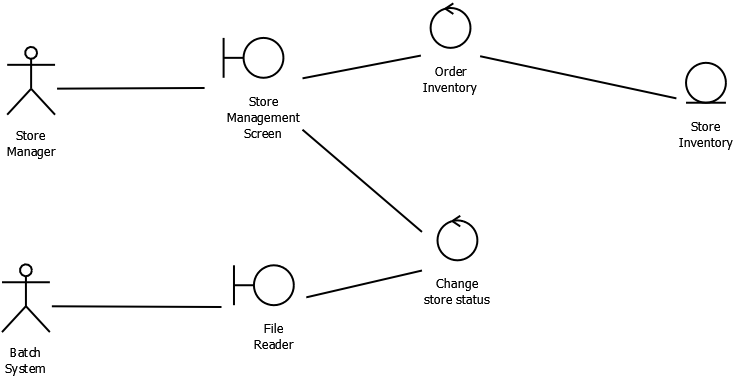 Order
Inventory
Store
Management
Screen
Store
Manager
Store
Inventory
Change
store status
File
Reader
Batch
System